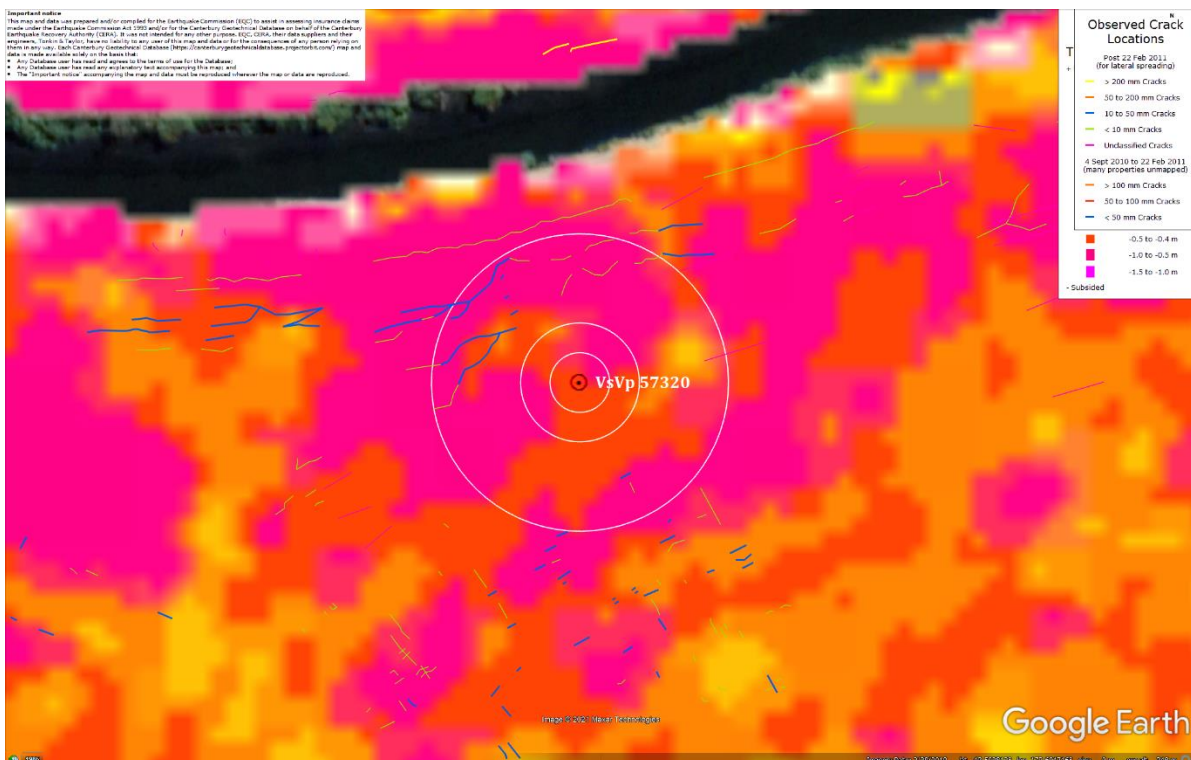 Important notice
This map and data was prepared and/or compiled for the Earthquake Commission (EQC) to assist in assessing insurance claims
made under the Earthquake Commission Act 1993 and/or for the Canterbury Geotechnical Database on behalf of the Canterbury
Earthquake Recovery Authority (CERA). It was not intended for any other purpose. EQC, CERA, their data suppliers and their
engineers, Tonkin & Taylor, have no liability to any user of this map and data or for the consequences of any person relying on
them in any way. Each Canterbury Geotechnical Database (https://canterburygeotechnicaldatabase.projectorbit.com/) map and
data is made available solely on the basis that:
• Any Database user has read and agrees to the terms of use for the Database;
• Any Database user has read any explanatory text accompanying this map; and
• The "Important notice" accompanying the map and data must be reproduced wherever the map or data are reproduced.
N
Observed Crack
Locations
Post 22 Feb 2011
(for lateral spreading)
> 200 mm Cracks
50 to 200 mm Cracks
10 to 50 mm Cracks
< 10 mm Cracks
Unclassified Cracks
4 Sept 2010 to 22 Feb 2011
(many properties unmapped)
> 100 mm Cracks
50 to 100 mm Cracks
< 50 mm Cracks
-0.5 to -0.4 m
-1.0 to -0.5 m
-1.5 to -1.0 m
- Subsided
T
+
VsVp 57320
Image © 2021 Maxar Technologies
Google Earth